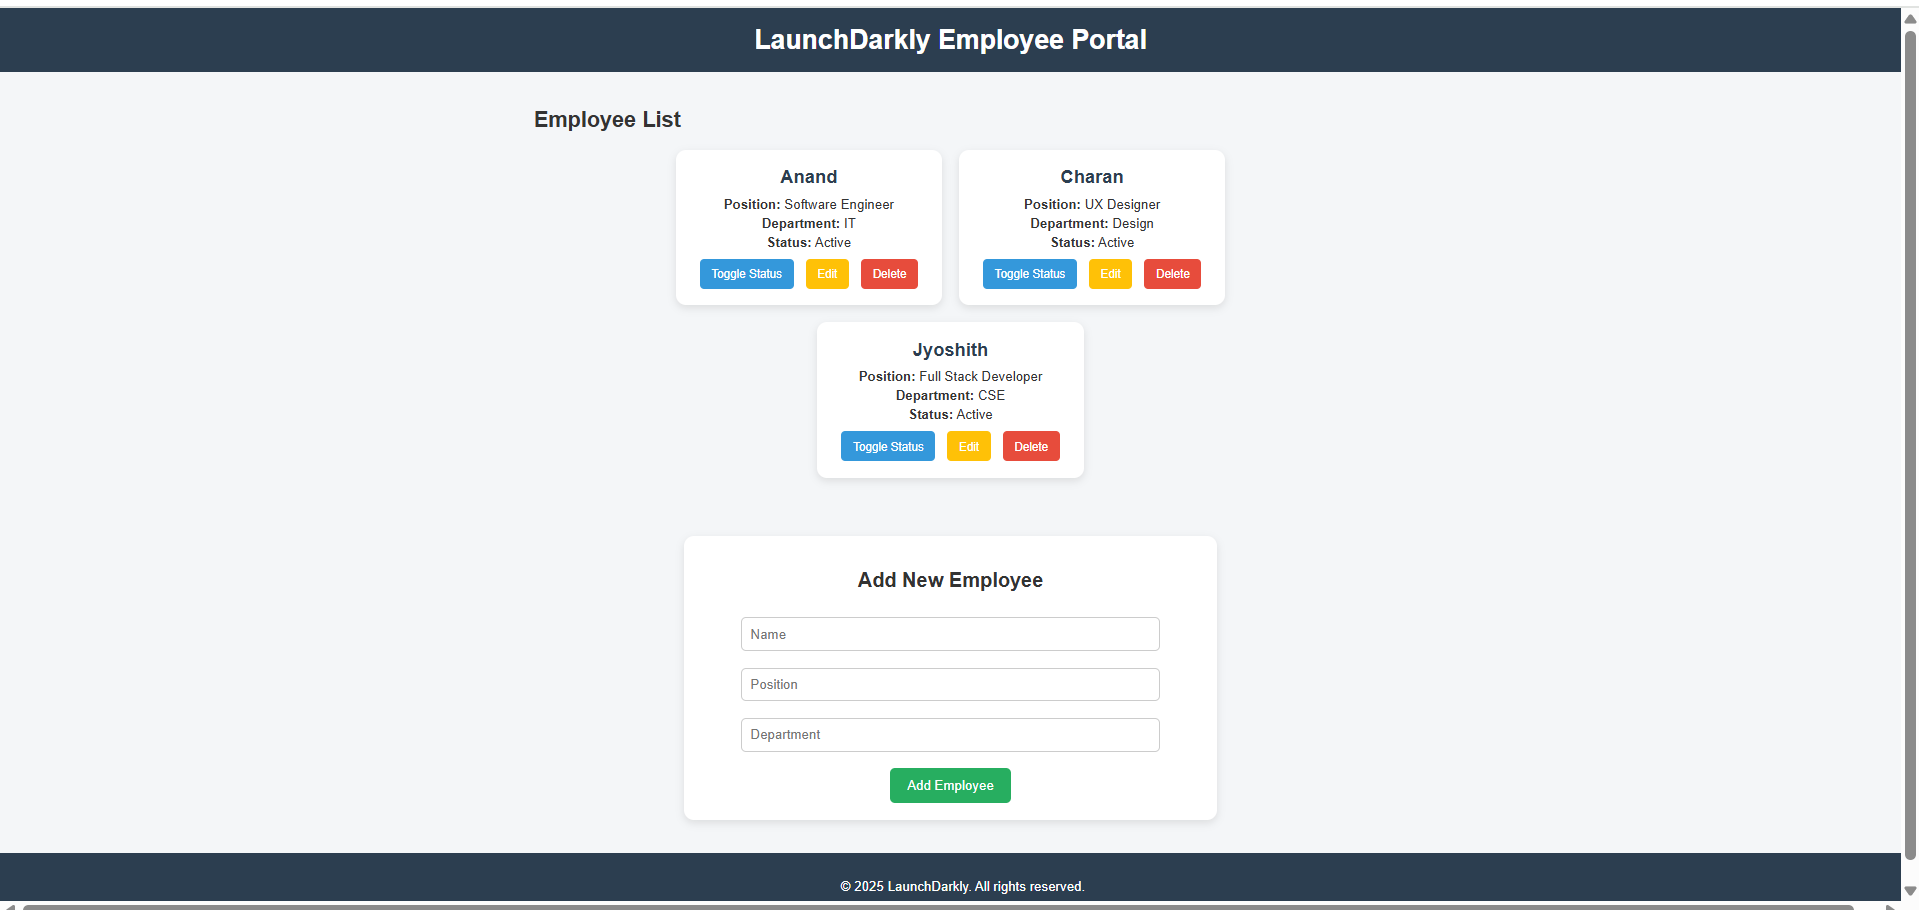 LaunchDarkly Employee Portal
Employee List
Anand
Position: Software Engineer
Department: IT
Status: Active
Toggle Status Edit Delete
Charan
Position: UX Designer
Department: Design
Status: Active
Toggle Status Edit Delete
Jyoshith
Position: Full Stack Developer
Department: CSE
Status: Active
Toggle Status Edit Delete
Add New Employee
Name
Position
Department
Add Employee
© 2025 LaunchDarkly. All rights reserved.